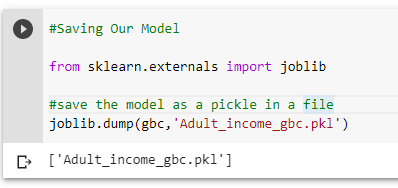 #Saving Our Model
from sklearn.externals import joblib
#save the model as a pickle in a file
joblib.dump(gbc,'Adult_income_gbc.pkl')
['Adult_income_gbc.pkl']